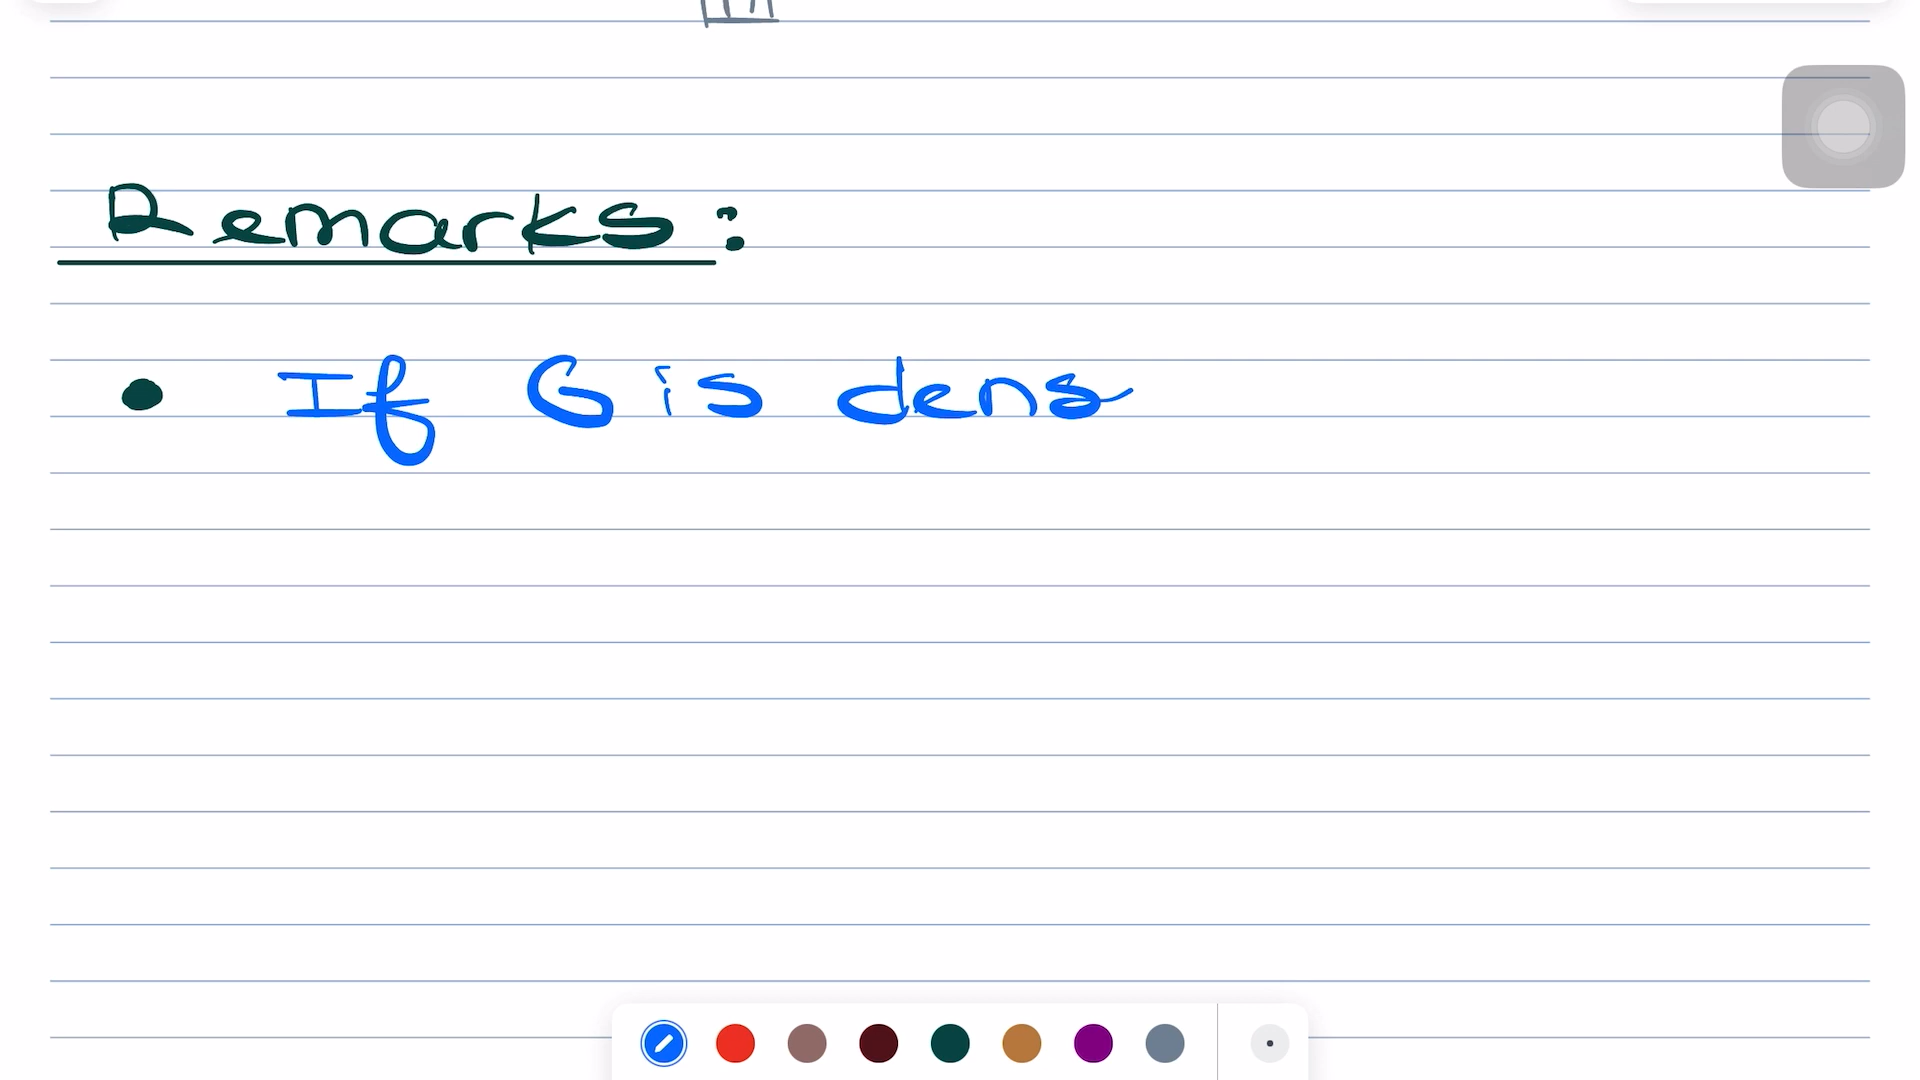 Remarks:
• If G is dens